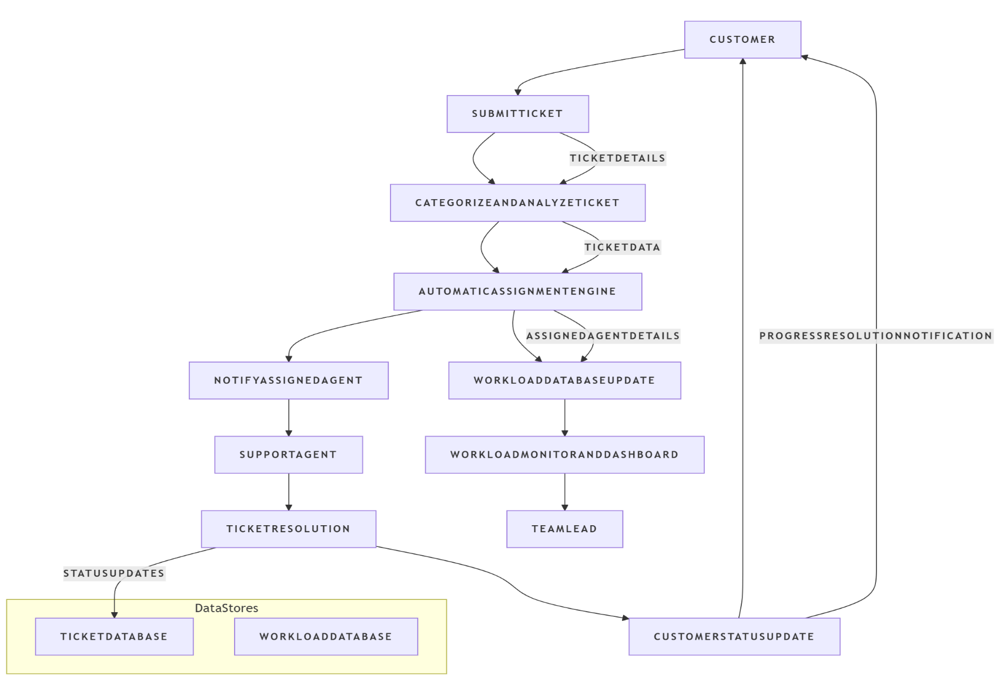 CUSTOMER
SUBMITTICKET
TICKETDETAILS
CATEGORIZEANDANALYZETICKET
TICKETDATA
AUTOMATICASSIGNMENTENGINE
ASSIGNEDAGENTDETAILS
PROGRESSRESOLUTIONNOTIFICATION
NOTIFYASSIGNEDAGENT
WORKLOADDATABASEUPDATE
SUPPORTAGENT
WORKLOADMONITORANDDASHBOARD
TICKETRESOLUTION
TEAMLEAD
STATUSUPDATES
DataStores
TICKETDATABASE
WORKLOADDATABASE
CUSTOMERSTATUSUPDATE